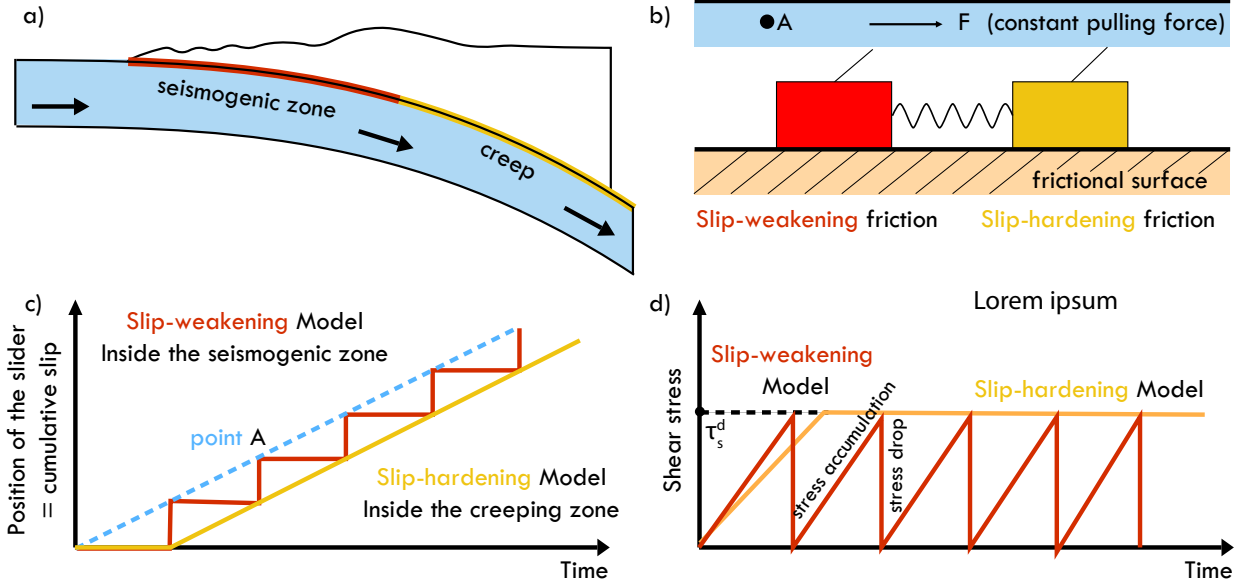 a)
seismogenic zone
creep
b)
A
F (constant pulling force)
frictional surface
Slip-weakening friction
Slip-hardening friction
c)
Position of the slider
= cumulative slip
Slip-weakening Model
Inside the seismogenic zone
point A
Slip-hardening Model
Inside the creeping zone
Time
d)
Lorem ipsum
Shear stress
τₛᵈ
Slip-weakening
Model
stress accumulation
stress drop
Slip-hardening Model
Time